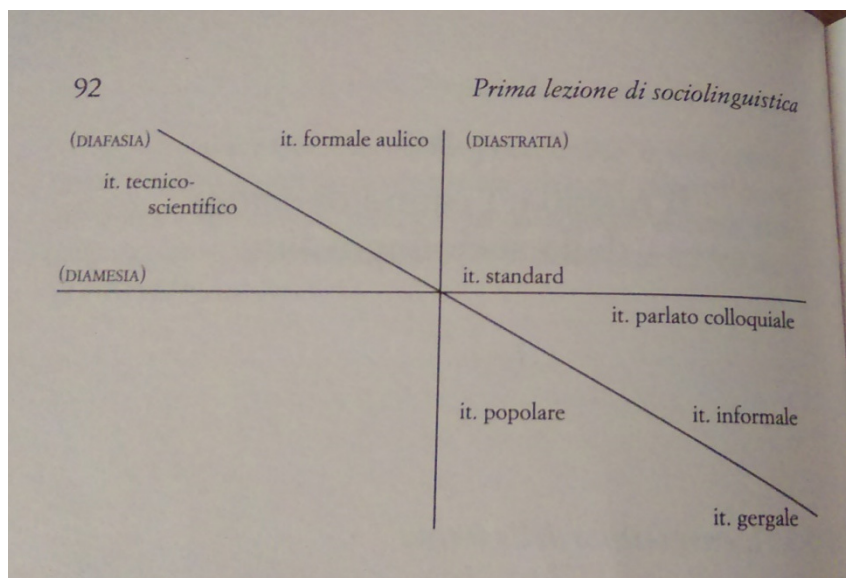 92
Prima lezione di sociolinguistica
(DIAFASIA)
it. formale aulico
(DIASTRATIA)
it. tecnico-
scientifico
(DIAMESIA)
it. standard
it. parlato colloquiale
it. popolare
it. informale
it. gergale